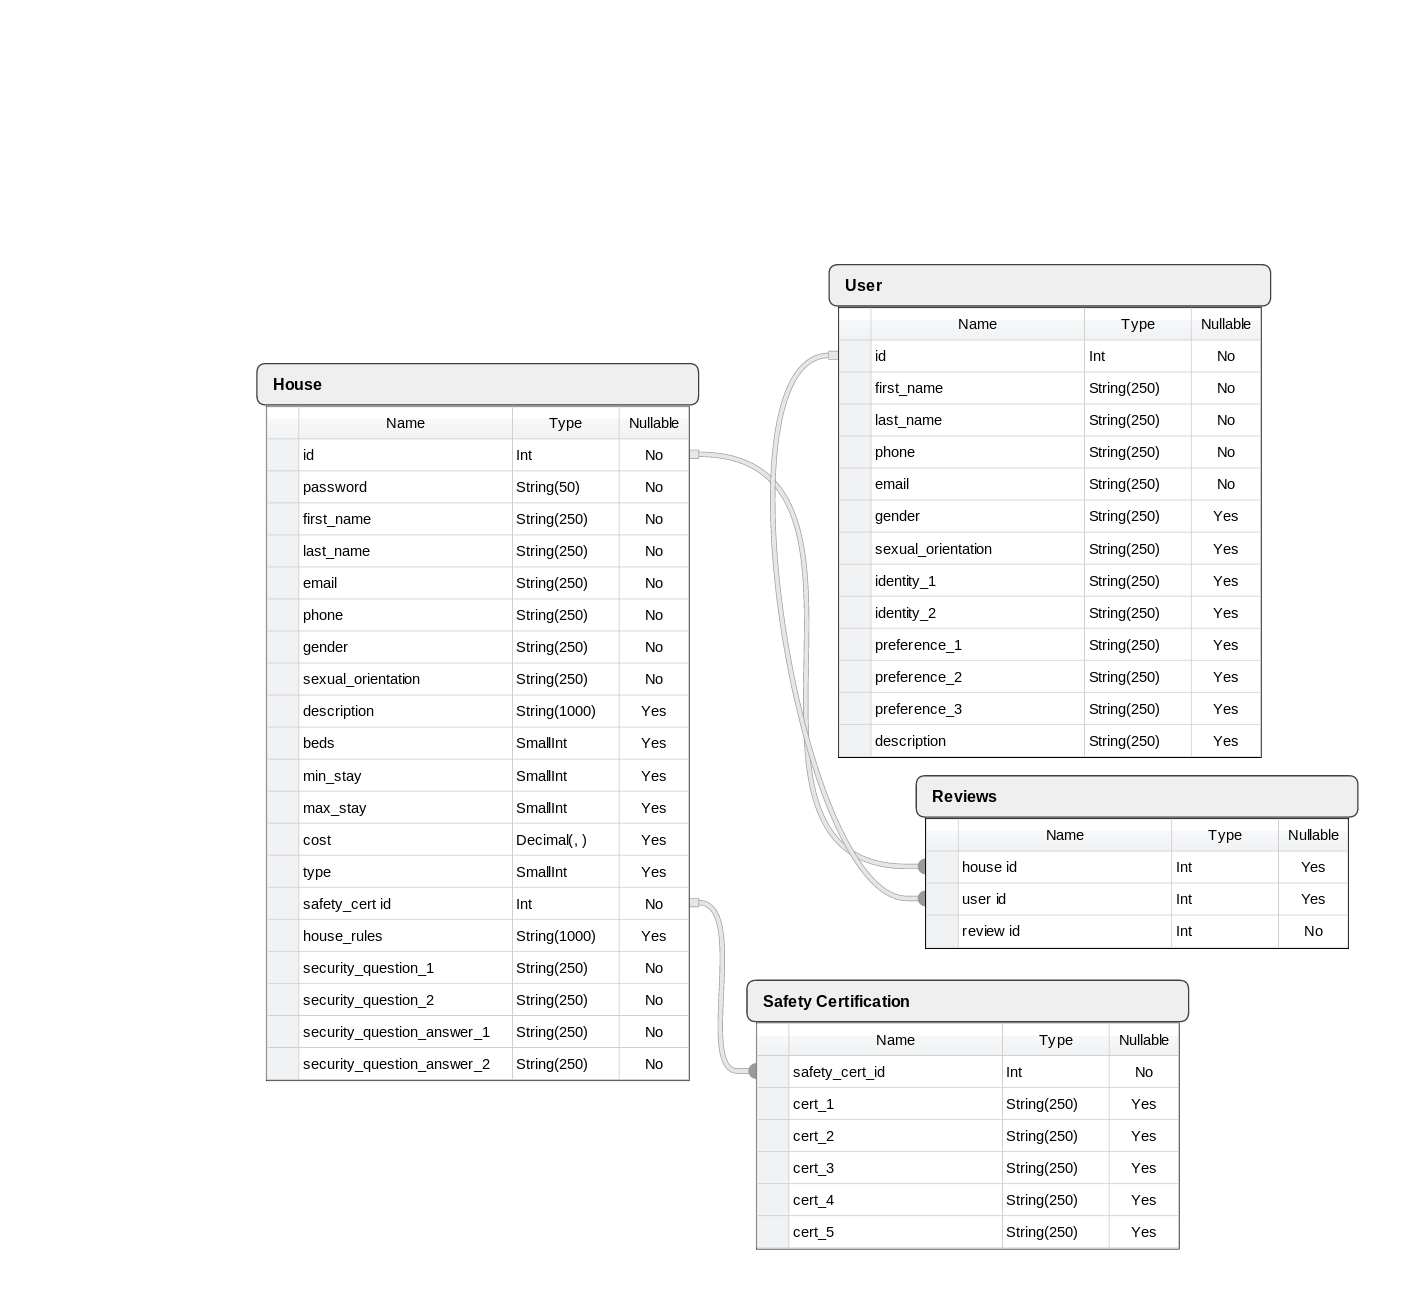 User
Name Type Nullable
id Int No
first_name String(250) No
last_name String(250) No
phone String(250) No
email String(250) No
gender String(250) Yes
sexual_orientation String(250) Yes
identity_1 String(250) Yes
identity_2 String(250) Yes
preference_1 String(250) Yes
preference_2 String(250) Yes
preference_3 String(250) Yes
description String(250) Yes
House
Name Type Nullable
id Int No
password String(50) No
first_name String(250) No
last_name String(250) No
email String(250) No
phone String(250) No
gender String(250) No
sexual_orientation String(250) No
description String(1000) Yes
beds SmallInt Yes
min_stay SmallInt Yes
max_stay SmallInt Yes
cost Decimal(, ) Yes
type SmallInt Yes
safety_cert id Int No
house_rules String(1000) Yes
security_question_1 String(250) No
security_question_2 String(250) No
security_question_answer_1 String(250) No
security_question_answer_2 String(250) No
Reviews
Name Type Nullable
house id Int Yes
user id Int Yes
review id Int No
Safety Certification
Name Type Nullable
safety_cert_id Int No
cert_1 String(250) Yes
cert_2 String(250) Yes
cert_3 String(250) Yes
cert_4 String(250) Yes
cert_5 String(250) Yes